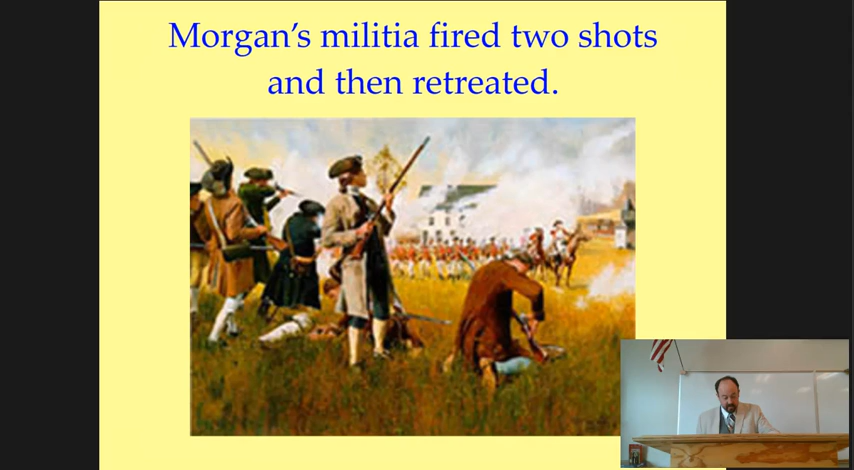 Morgan’s militia fired two shots
and then retreated.